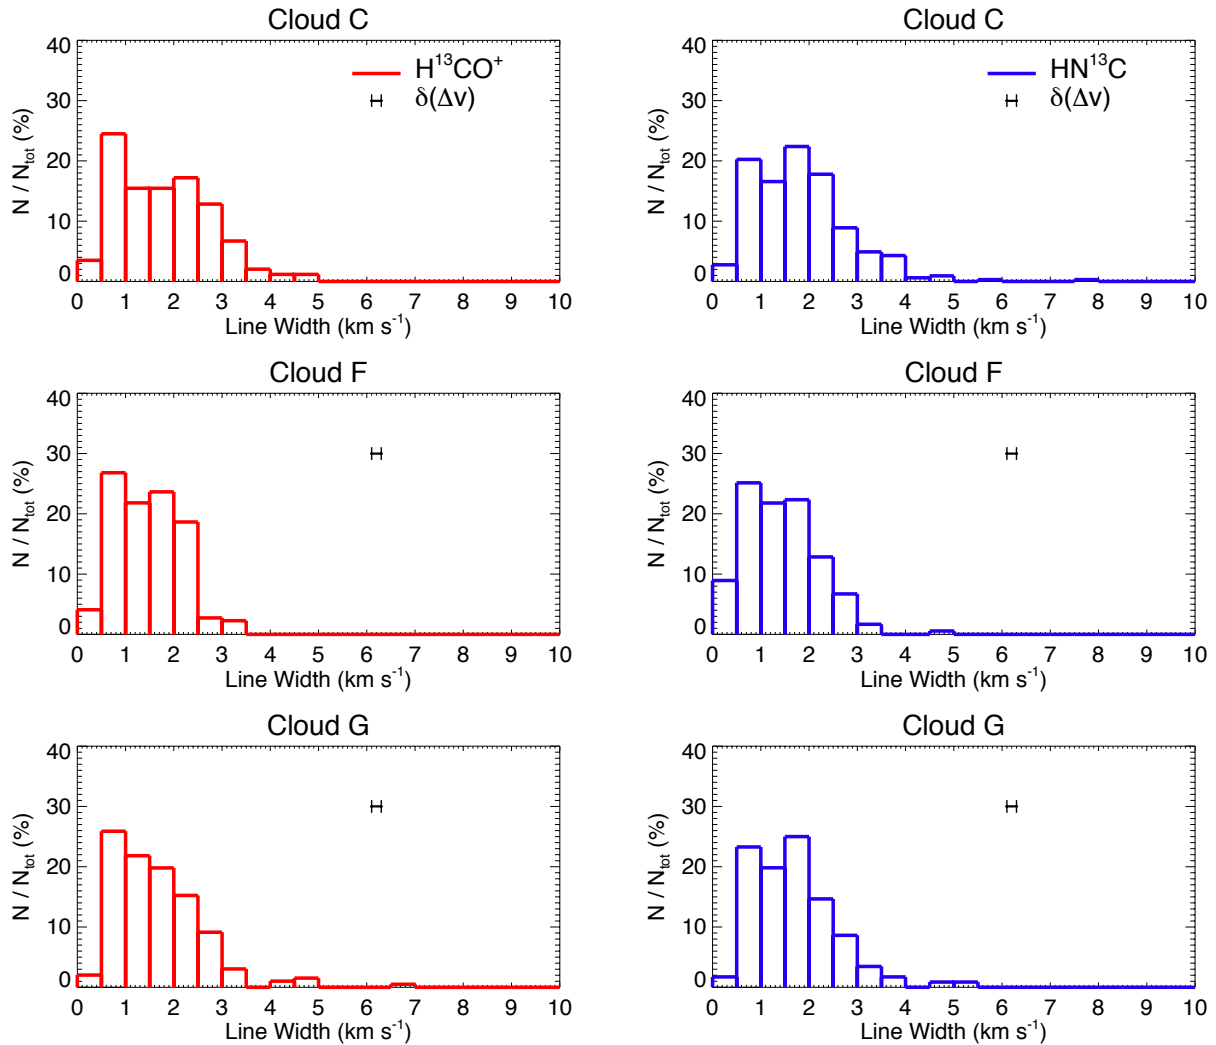 Cloud C
N / Ntot (%)
40
30
20
10
0
H¹³CO⁺
δ(Δv)
0 1 2 3 4 5 6 7 8 9 10
Line Width (km s⁻¹)
Cloud C
N / Ntot (%)
40
30
20
10
0
HN¹³C
δ(Δv)
0 1 2 3 4 5 6 7 8 9 10
Line Width (km s⁻¹)
Cloud F
N / Ntot (%)
40
30
20
10
0
0 1 2 3 4 5 6 7 8 9 10
Line Width (km s⁻¹)
Cloud F
N / Ntot (%)
40
30
20
10
0
0 1 2 3 4 5 6 7 8 9 10
Line Width (km s⁻¹)
Cloud G
N / Ntot (%)
40
30
20
10
0
0 1 2 3 4 5 6 7 8 9 10
Line Width (km s⁻¹)
Cloud G
N / Ntot (%)
40
30
20
10
0
0 1 2 3 4 5 6 7 8 9 10
Line Width (km s⁻¹)